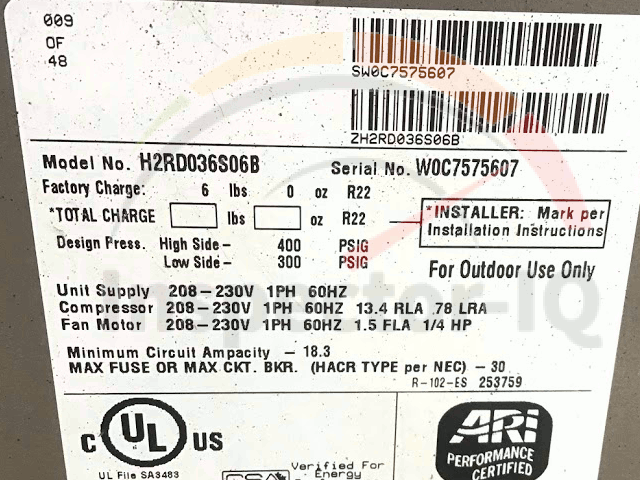 009
OF
48
SW0C7575607
ZH2RD036S06B
Model No. H2RD036S06B Serial No. W0C7575607
Factory Charge: 6 lbs 0 oz R22
*TOTAL CHARGE lbs oz R22
*INSTALLER: Mark per
Installation Instructions
Design Press. High Side- 400 PSIG
Low Side- 300 PSIG
For Outdoor Use Only
Unit Supply 208-230V 1PH 60HZ
Compressor 208-230V 1PH 60HZ 13.4 RLA .78 LRA
Fan Motor 208-230V 1PH 60HZ 1.5 FLA 1/4 HP
Minimum Circuit Ampacity - 18.3
MAX FUSE OR MAX CKT. BKR. (HACR TYPE per NEC) - 30
R-102-ES 253759
C UL US
UL File SA3483
Verified For
Energy
ARI
PERFORMANCE
CERTIFIED
Inspector-IQ